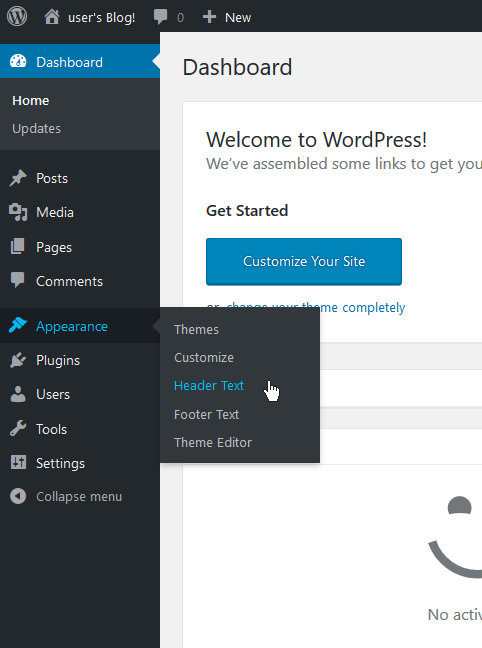 user's Blog! 0 New
Dashboard
Home
Updates
Posts
Media
Pages
Comments
Appearance
Themes
Customize
Header Text
Footer Text
Theme Editor
Plugins
Users
Tools
Settings
Collapse menu
Dashboard
Welcome to WordPress!
We've assembled some links to get you
Get Started
Customize Your Site
or, change your theme completely
No activ